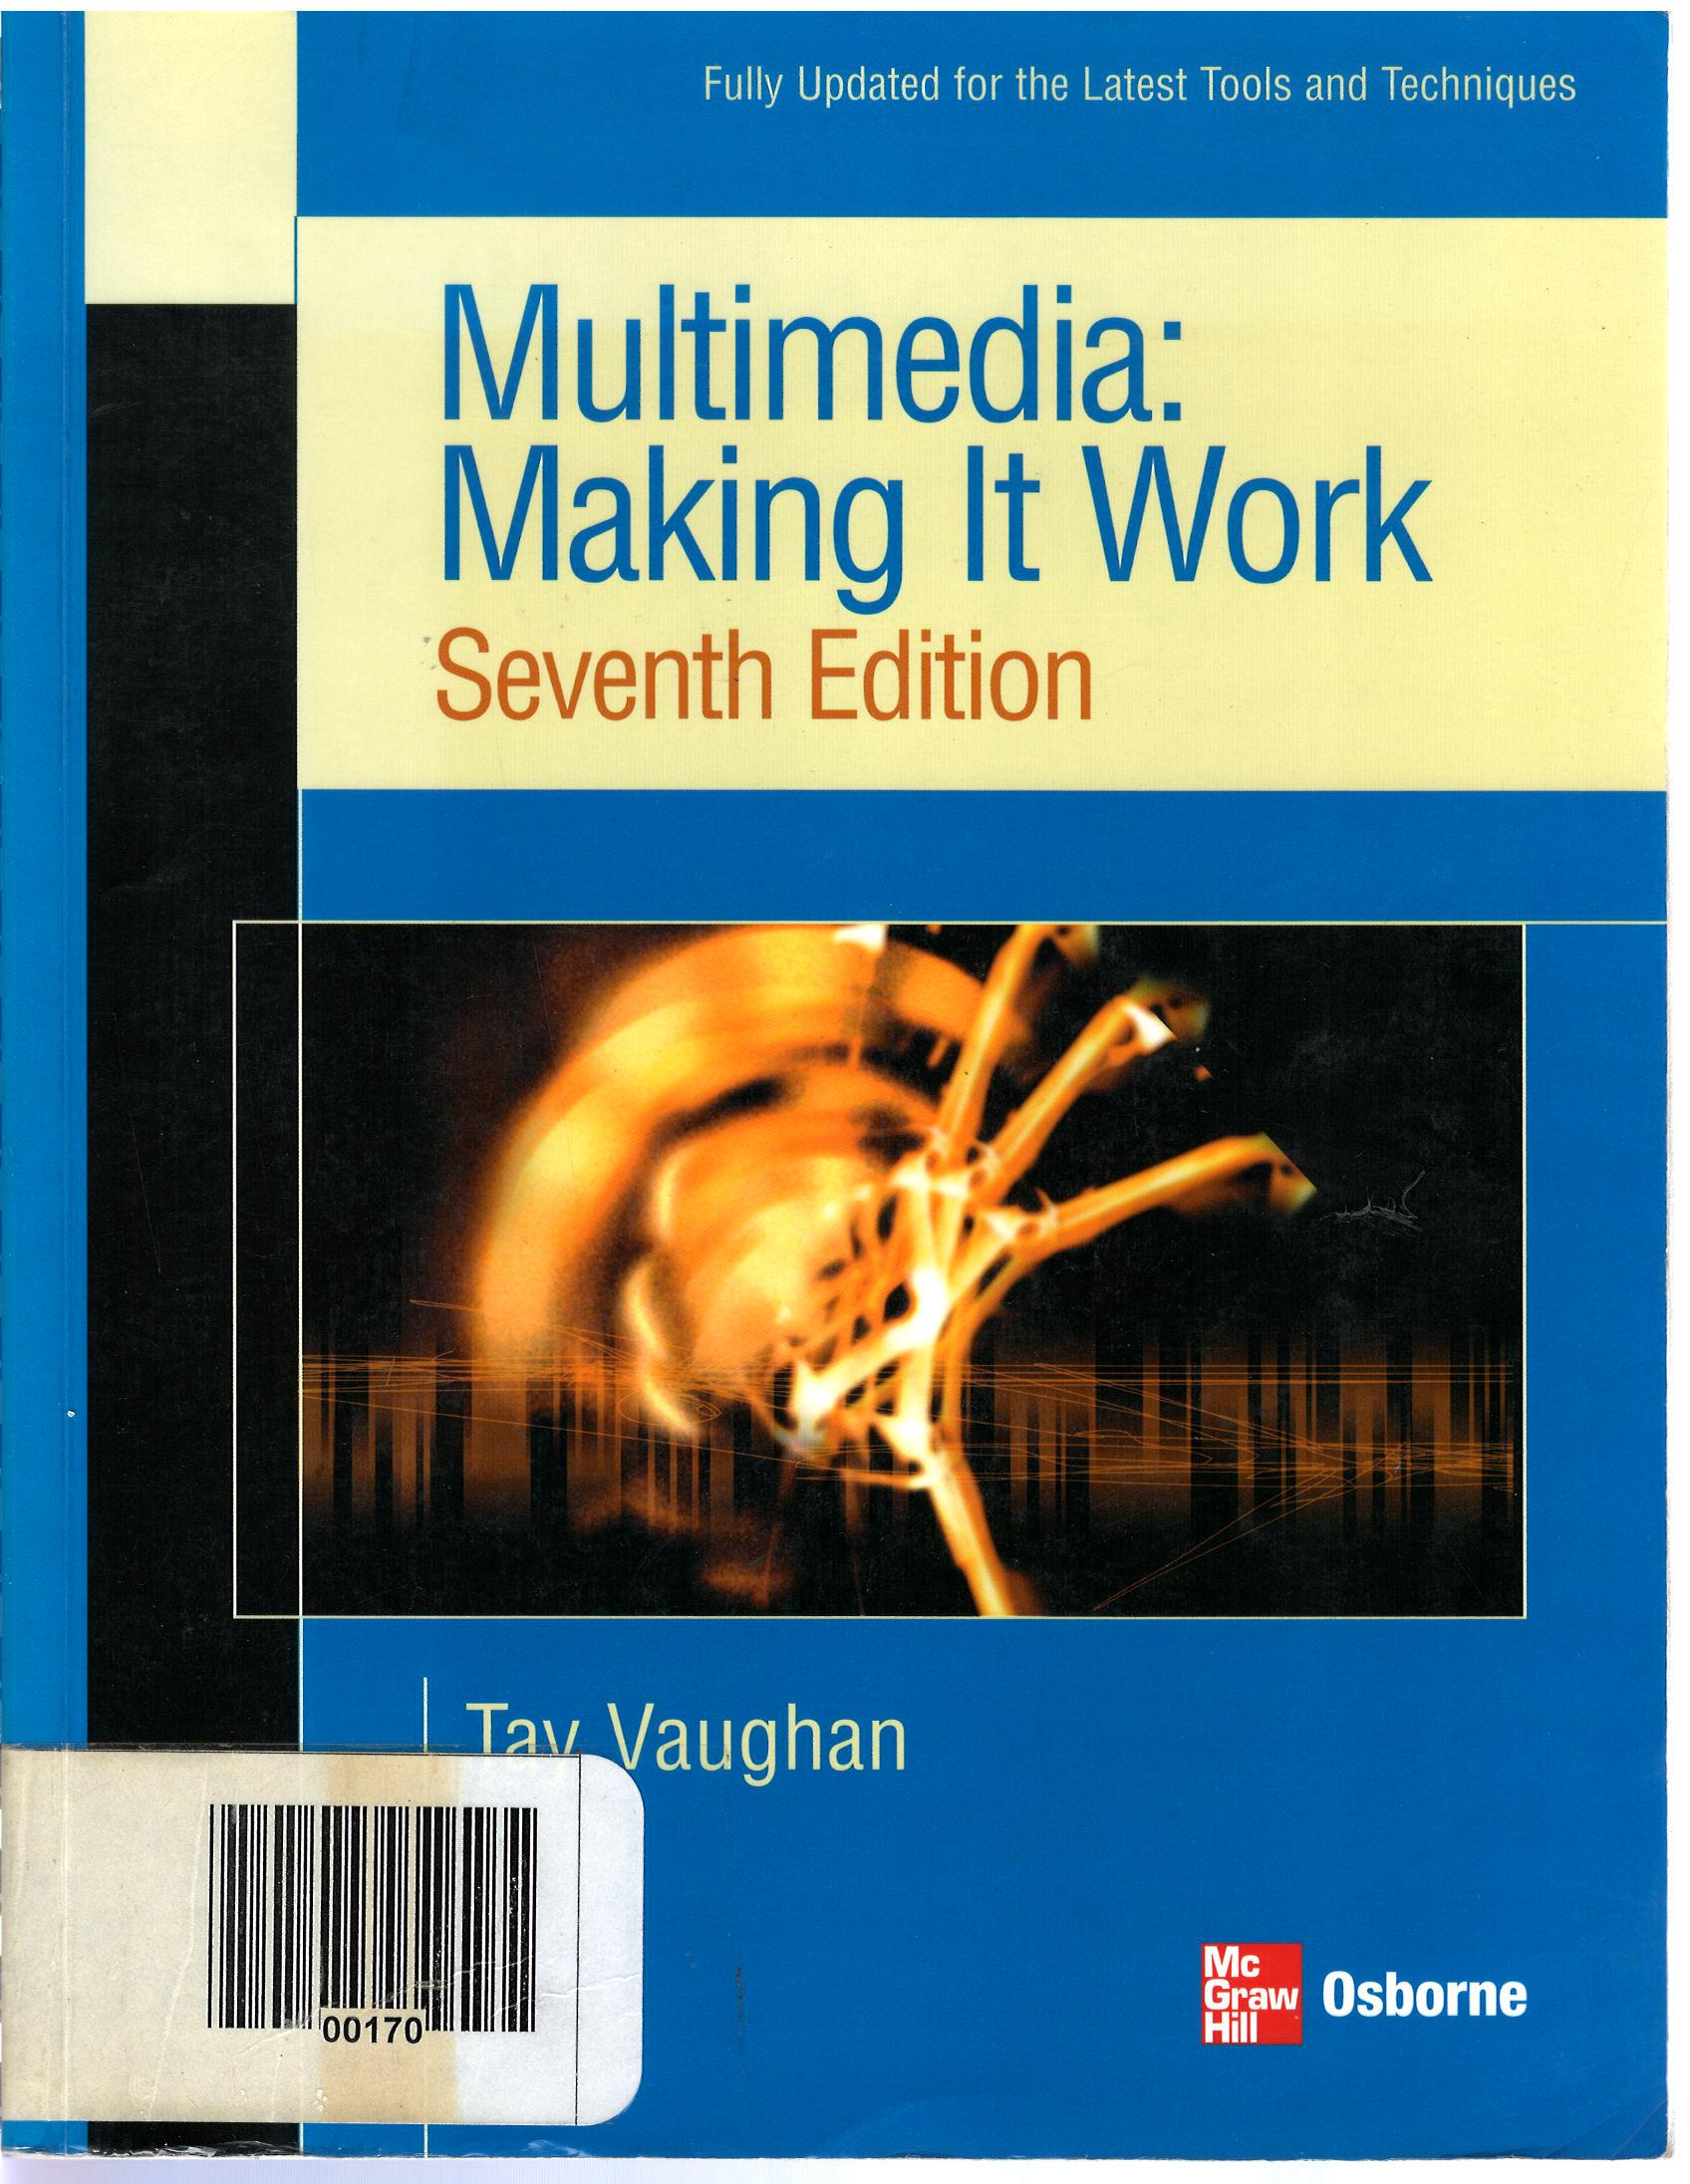 Fully Updated for the Latest Tools and Techniques
Multimedia:
Making It Work
Seventh Edition
Tay Vaughan
00170
Mc
Graw
Hill
Osborne